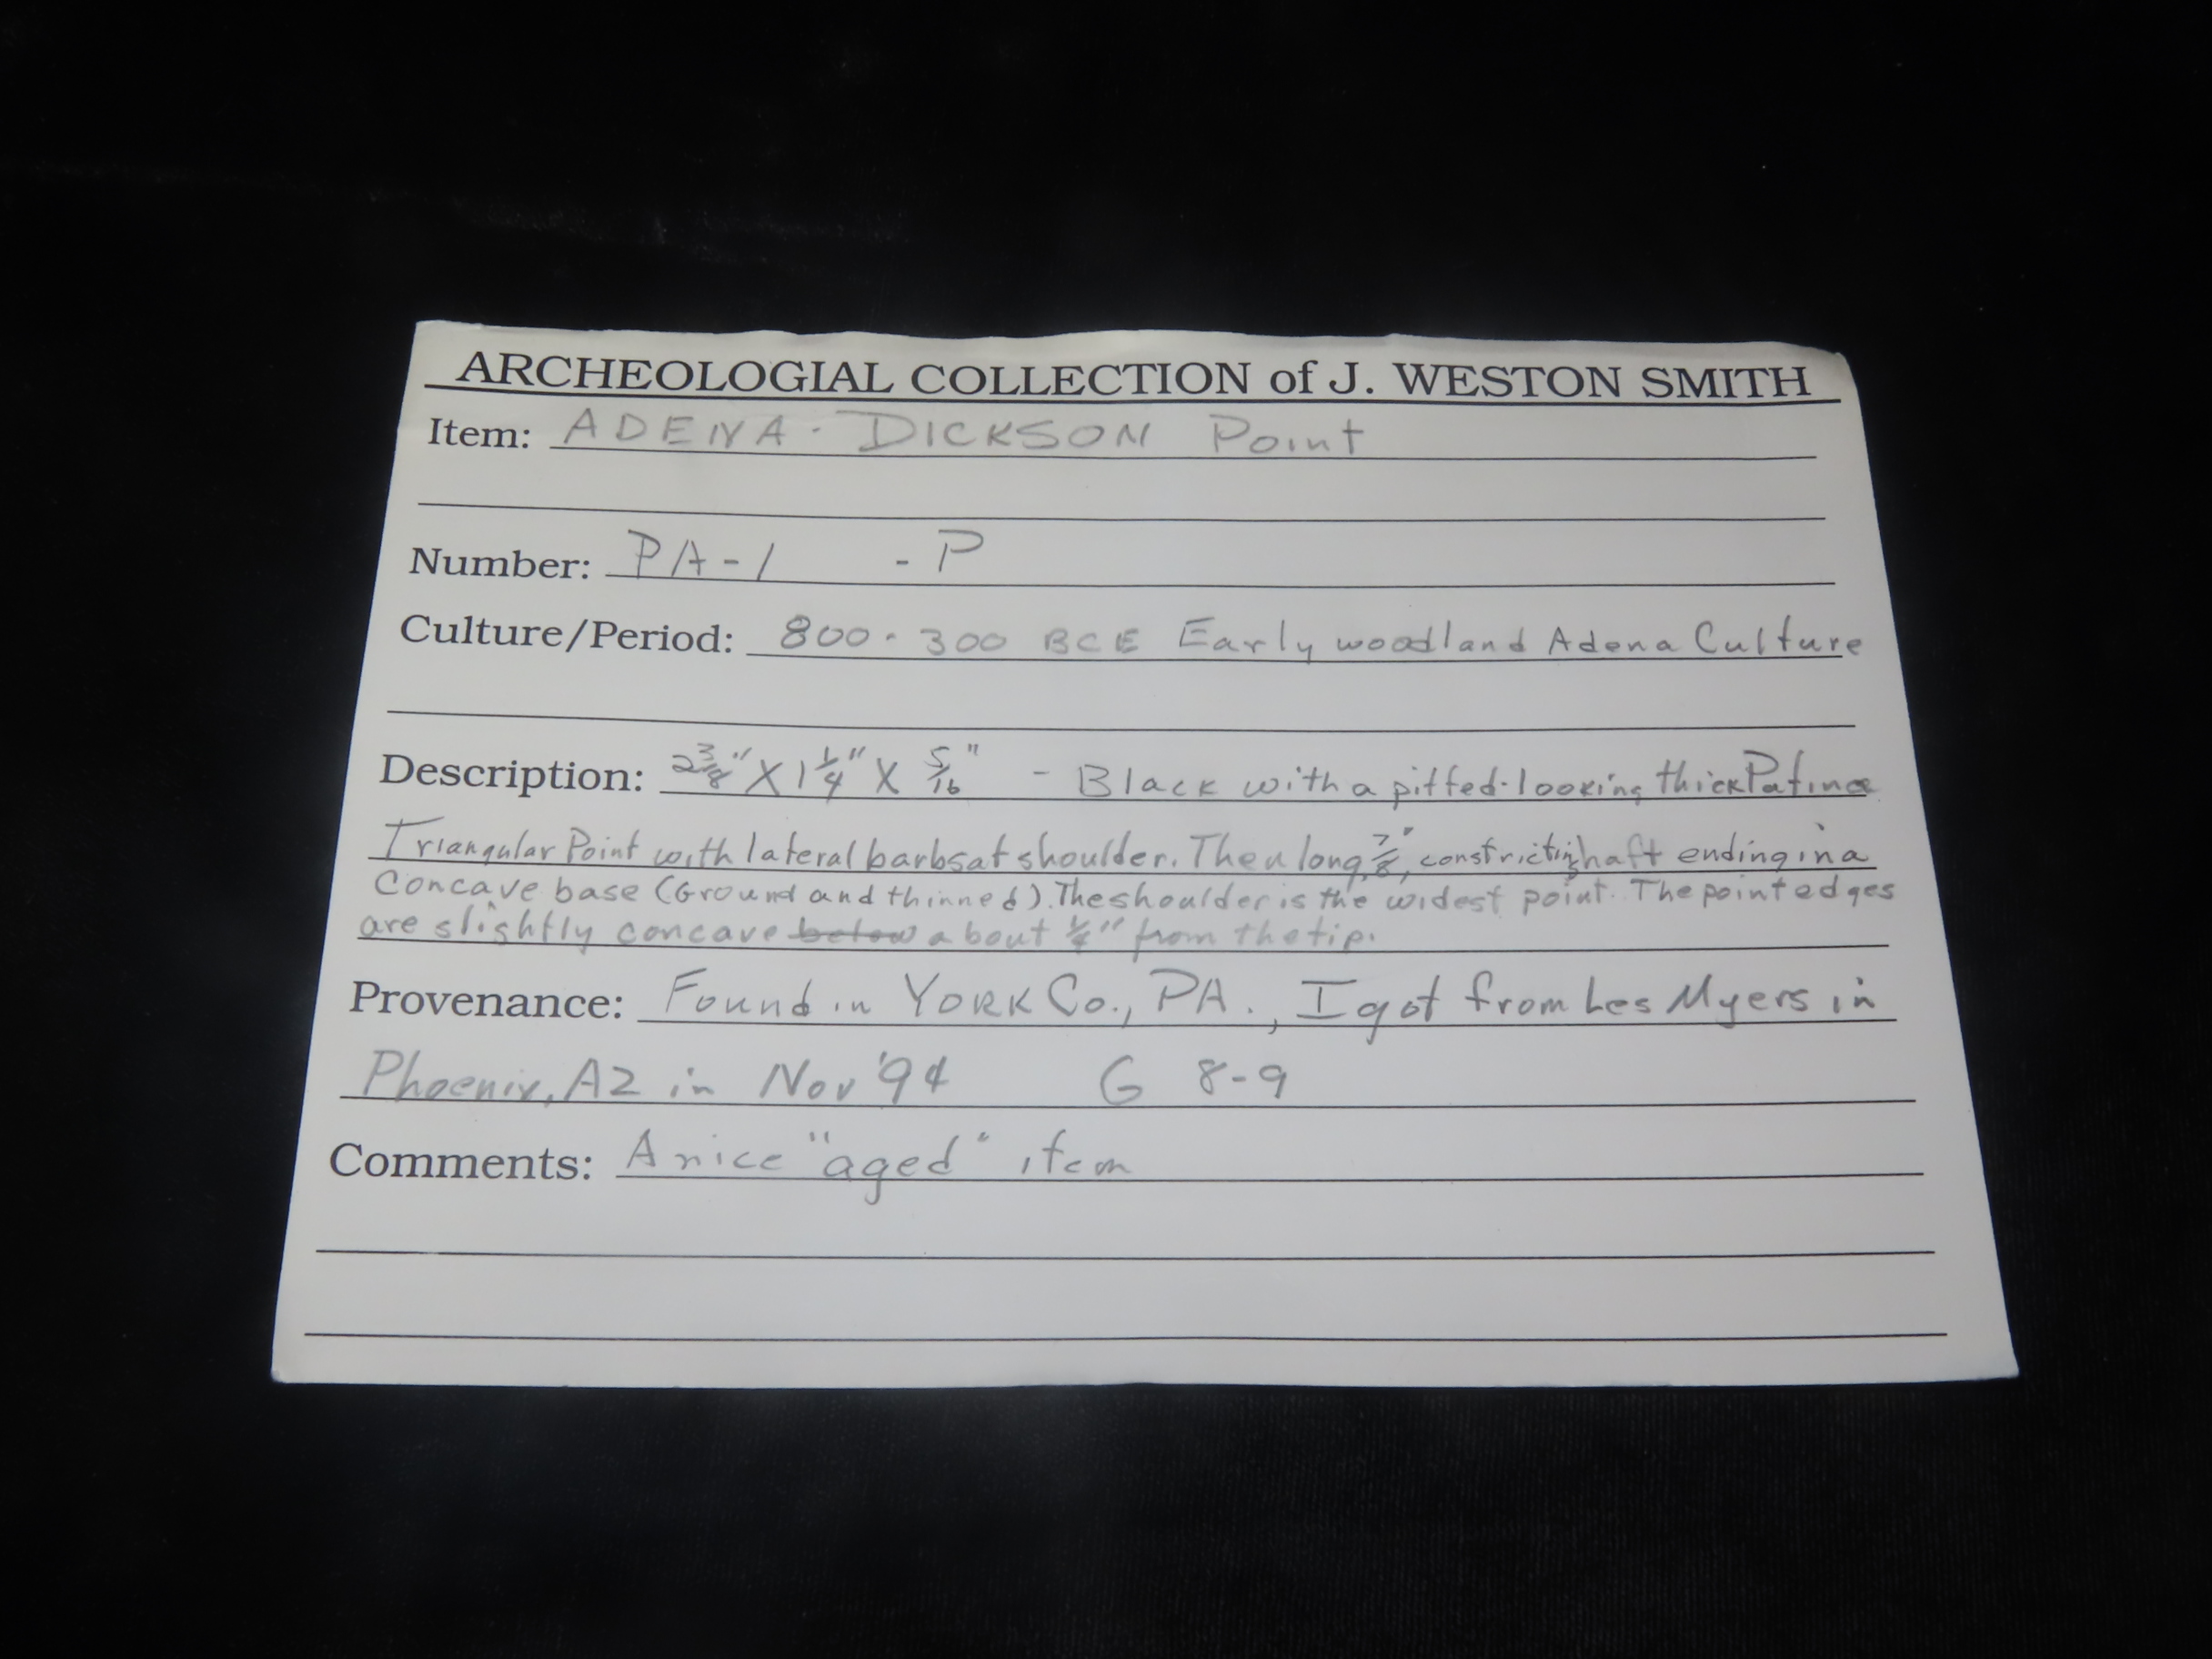 ARCHEOLOGIAL COLLECTION of J. WESTON SMITH
Item: ADENA - DICKSON Point
Number: PA-1 - P
Culture/Period: 800 - 300 BCE Early woodland Adena Culture
Description: 2 3/8" X 1 1/4" X 5/16" - Black with a pitted-looking thick Patina
Triangular Point with lateral barbs at shoulder. Then long, 7/8", constricting haft ending in a
Concave base (Ground and thinned). The shoulder is the widest point. The point edges
are slightly concave below about 1/4" from the tip.
Provenance: Found in YORK Co., PA., I got from Les Myers in
Phoenix, AZ in Nov '94 G 8-9
Comments: A nice "aged" item